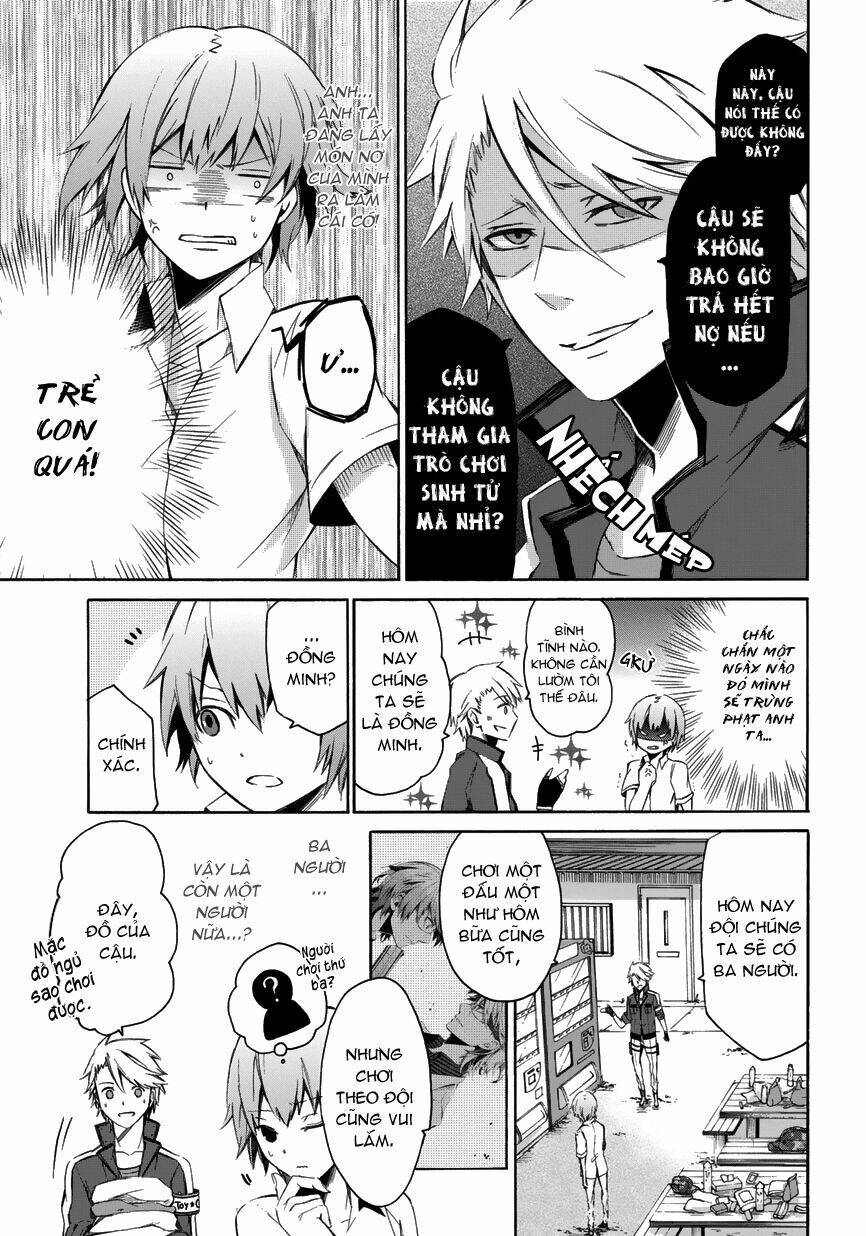 NÀY
NÀY, CẬU
NÓI THẾ CÓ
ĐƯỢC KHÔNG
ĐẤY?
CẬU SẼ
KHÔNG
BAO GIỜ
TRẢ HẾT
NỢ NẾU
...
CẬU
KHÔNG
THAM GIA
TRÒ CHƠI
SINH TỬ
MÀ NHỈ?
NHẾCH MÉP
ANH...
ANH TA
ĐANG LẤY
MÓN NỢ
CỦA MÌNH
RA LÀM
CÁI CỚ!
Ư...
TRẺ
CON
QUÁ!
CHẮC
CHẮN MỘT
NGÀY NÀO
ĐÓ MÌNH
SẼ TRỪNG
PHẠT ANH
TA...
GKỪ
BÌNH
TĨNH NÀO.
KHÔNG CẦN
LƯỜM TÔI
THẾ ĐÂU.
HÔM
NAY
CHÚNG
TA SẼ
LÀ ĐỒNG
MINH.
...
ĐỒNG
MINH?
CHÍNH
XÁC.
HÔM NAY
ĐỘI CHÚNG
TA SẼ CÓ
BA NGƯỜI.
CHƠI MỘT
ĐẤU MỘT
NHƯ HÔM
BỮA CŨNG
TỐT,
NHƯNG
CHƠI
THEO ĐỘI
CŨNG VUI
LẮM.
BA
NGƯỜI
...
VẬY LÀ
CÒN MỘT
NGƯỜI
NỮA...?
Người
chơi thứ
ba?
?
ĐÂY,
ĐỒ CỦA
CẬU.
Mặc
đồ ngủ
sao chơi
được.